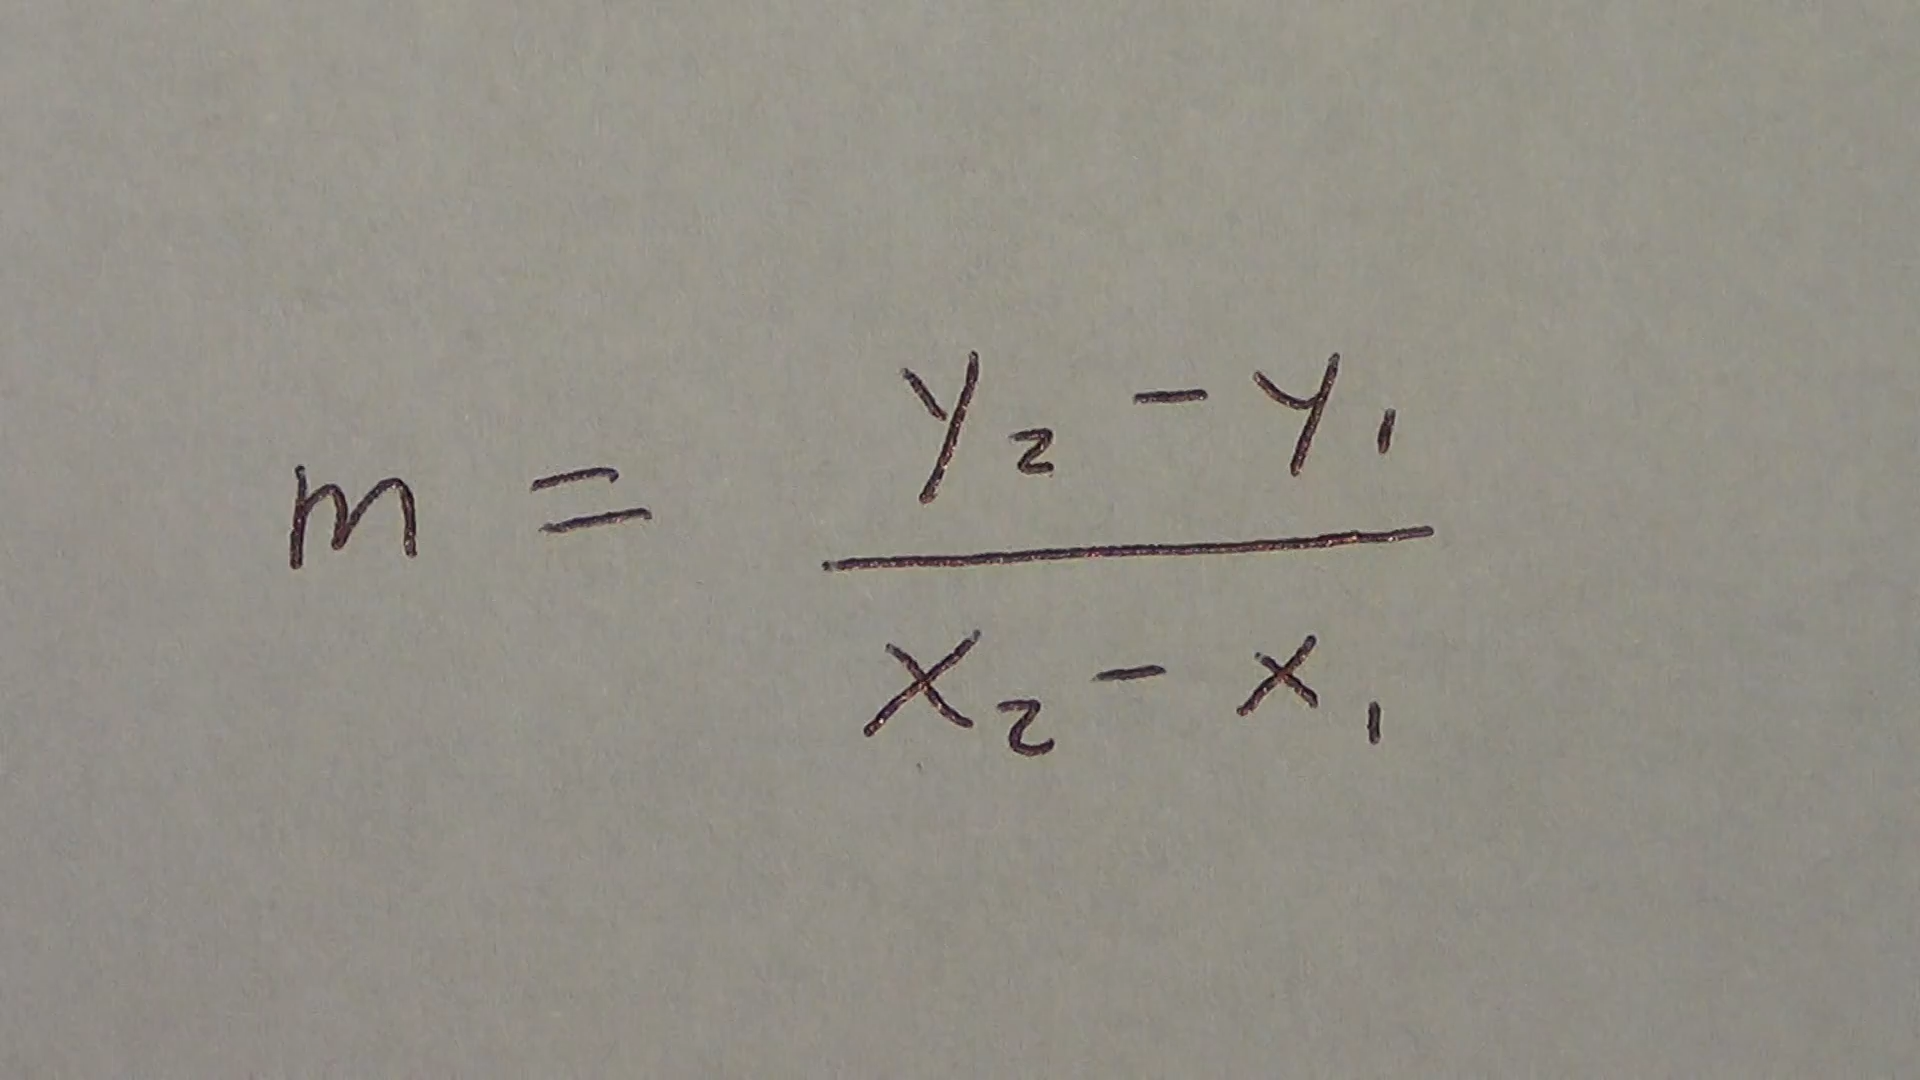 m = y₂ - y₁
x₂ - x₁